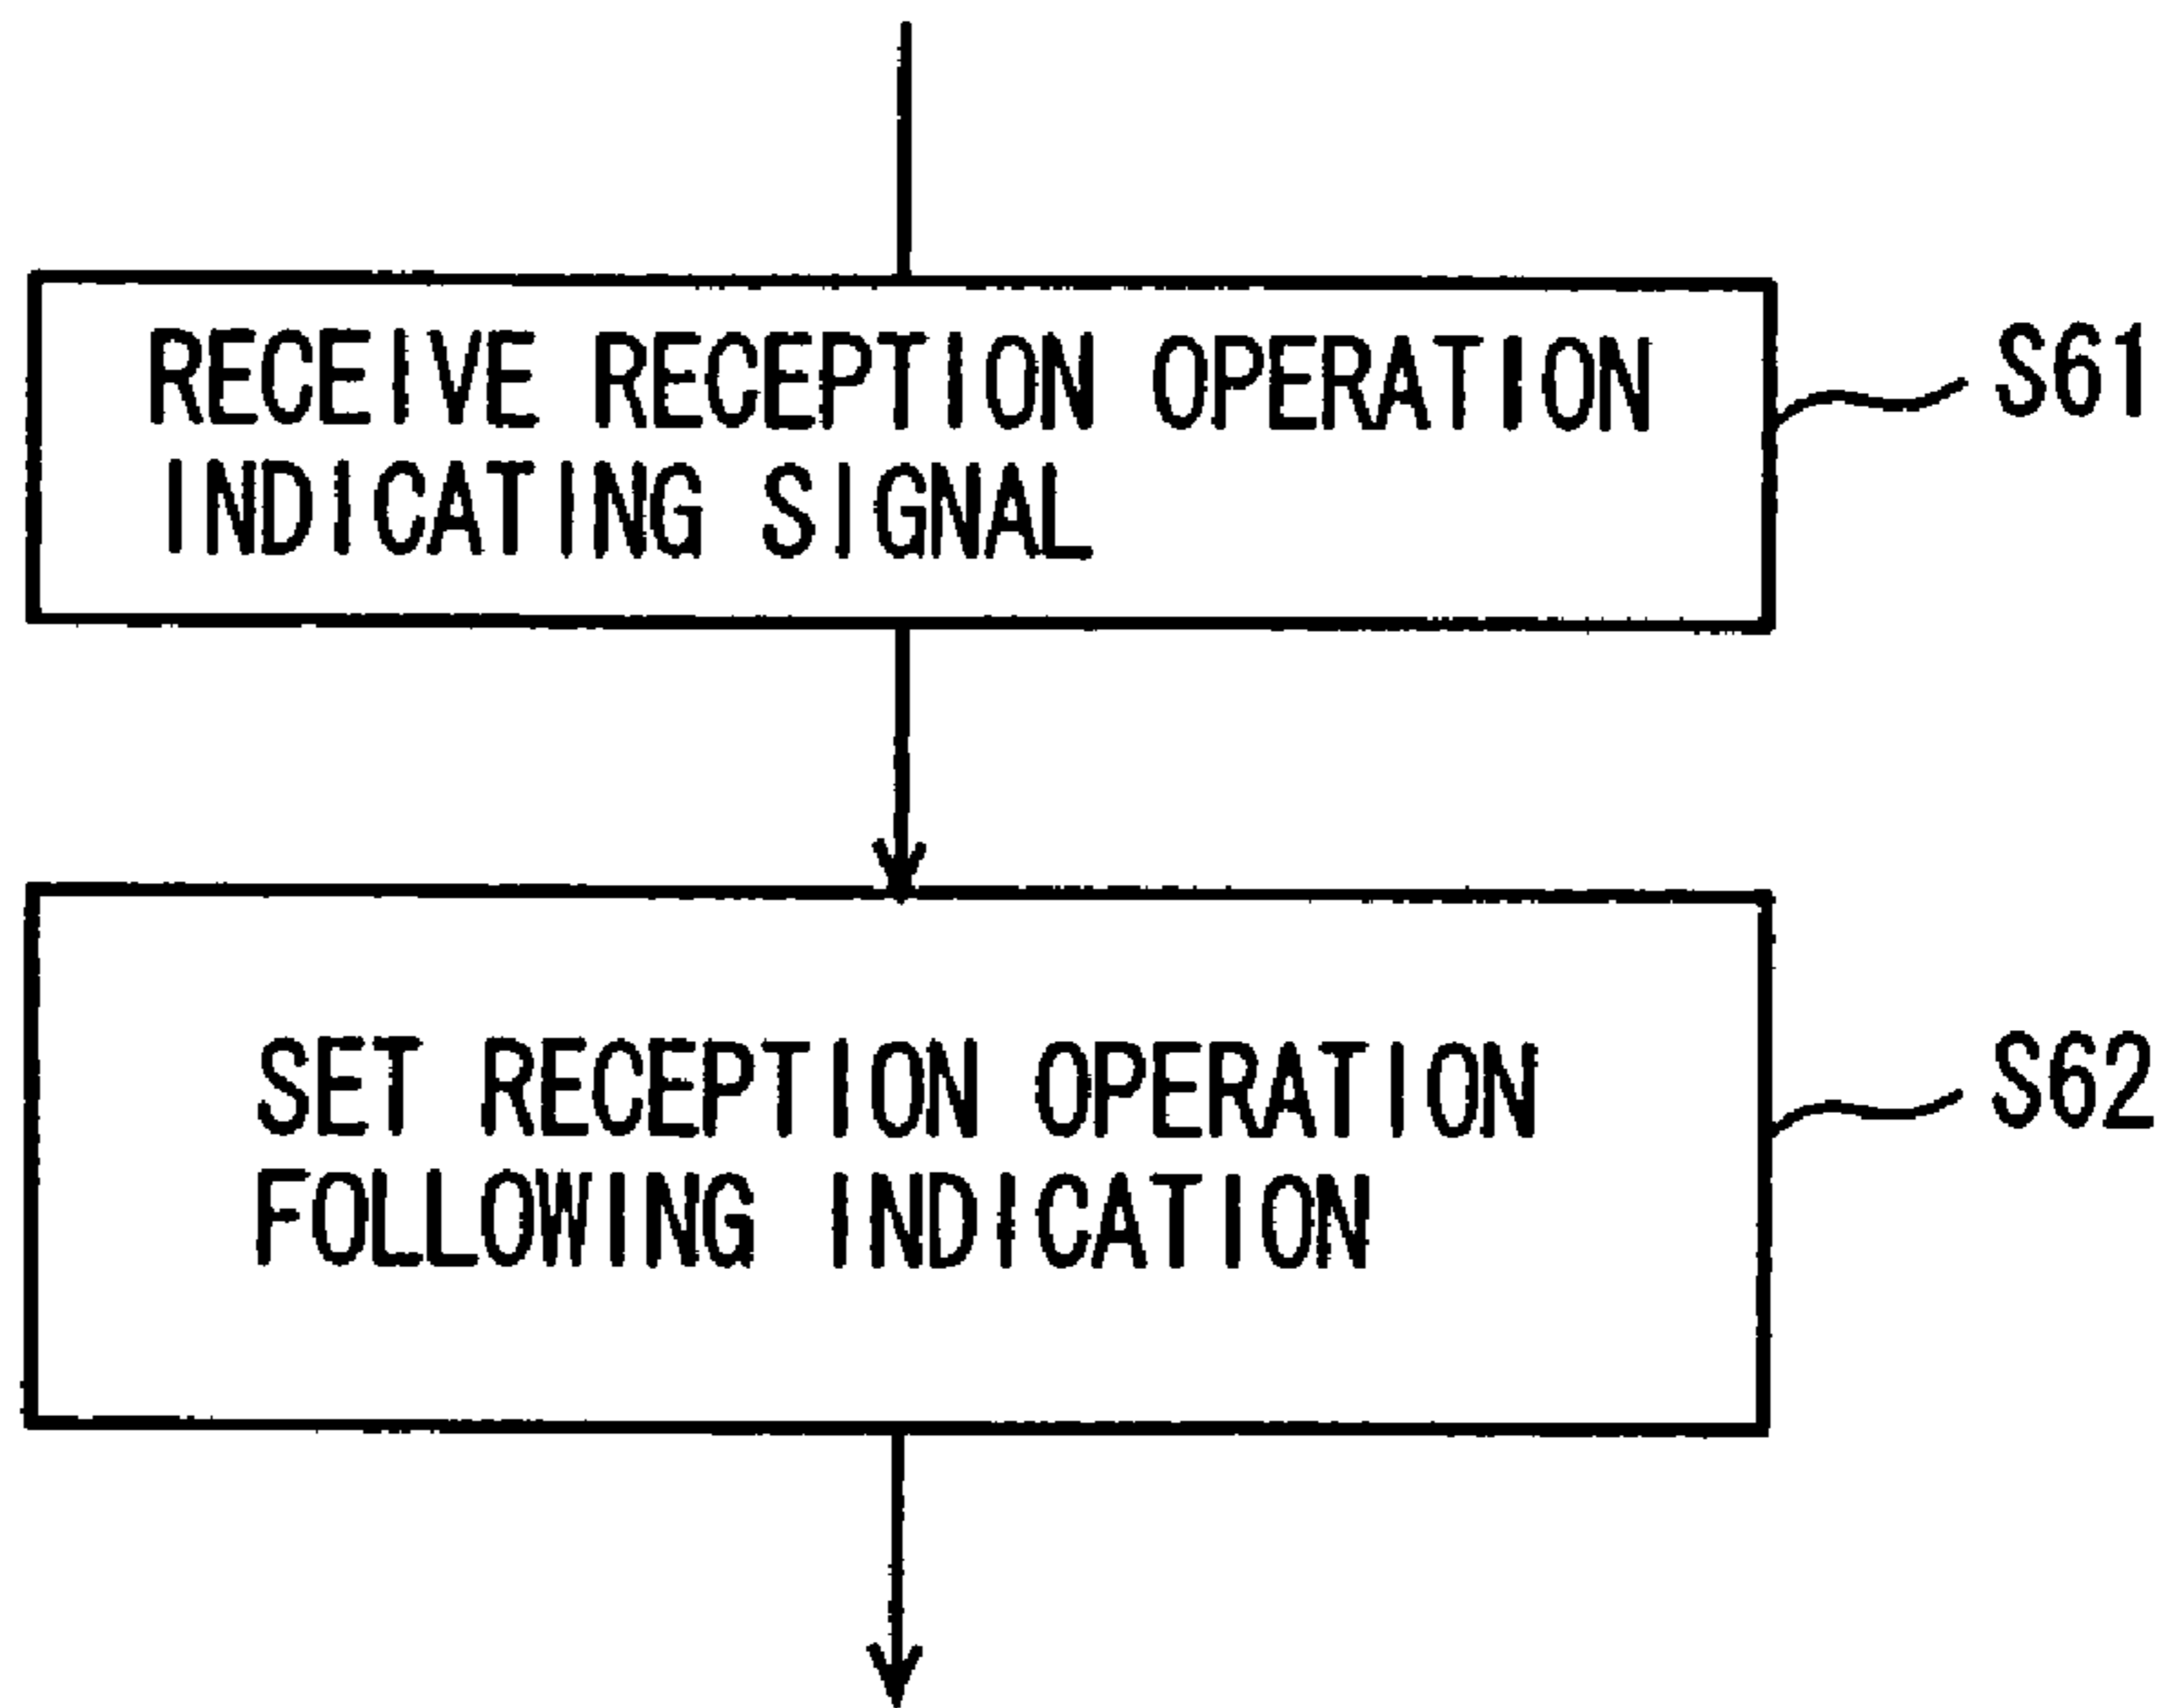 RECEIVE RECEPTION OPERATION
INDICATING SIGNAL
S61
SET RECEPTION OPERATION
FOLLOWING INDICATION
S62